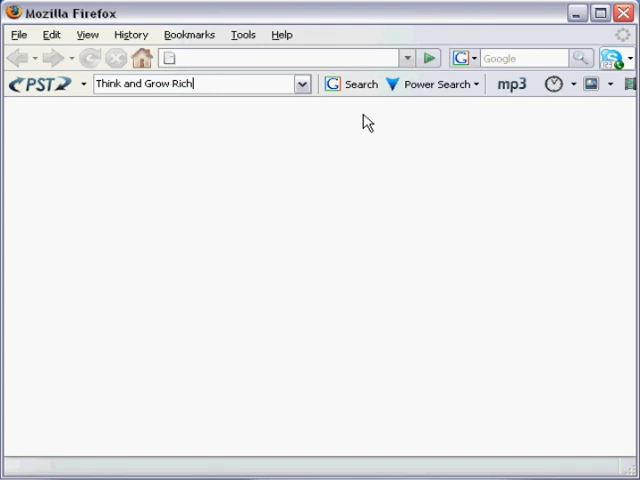 Mozilla Firefox
File Edit View History Bookmarks Tools Help
G Google
PST Think and Grow Rich G Search Power Search mp3